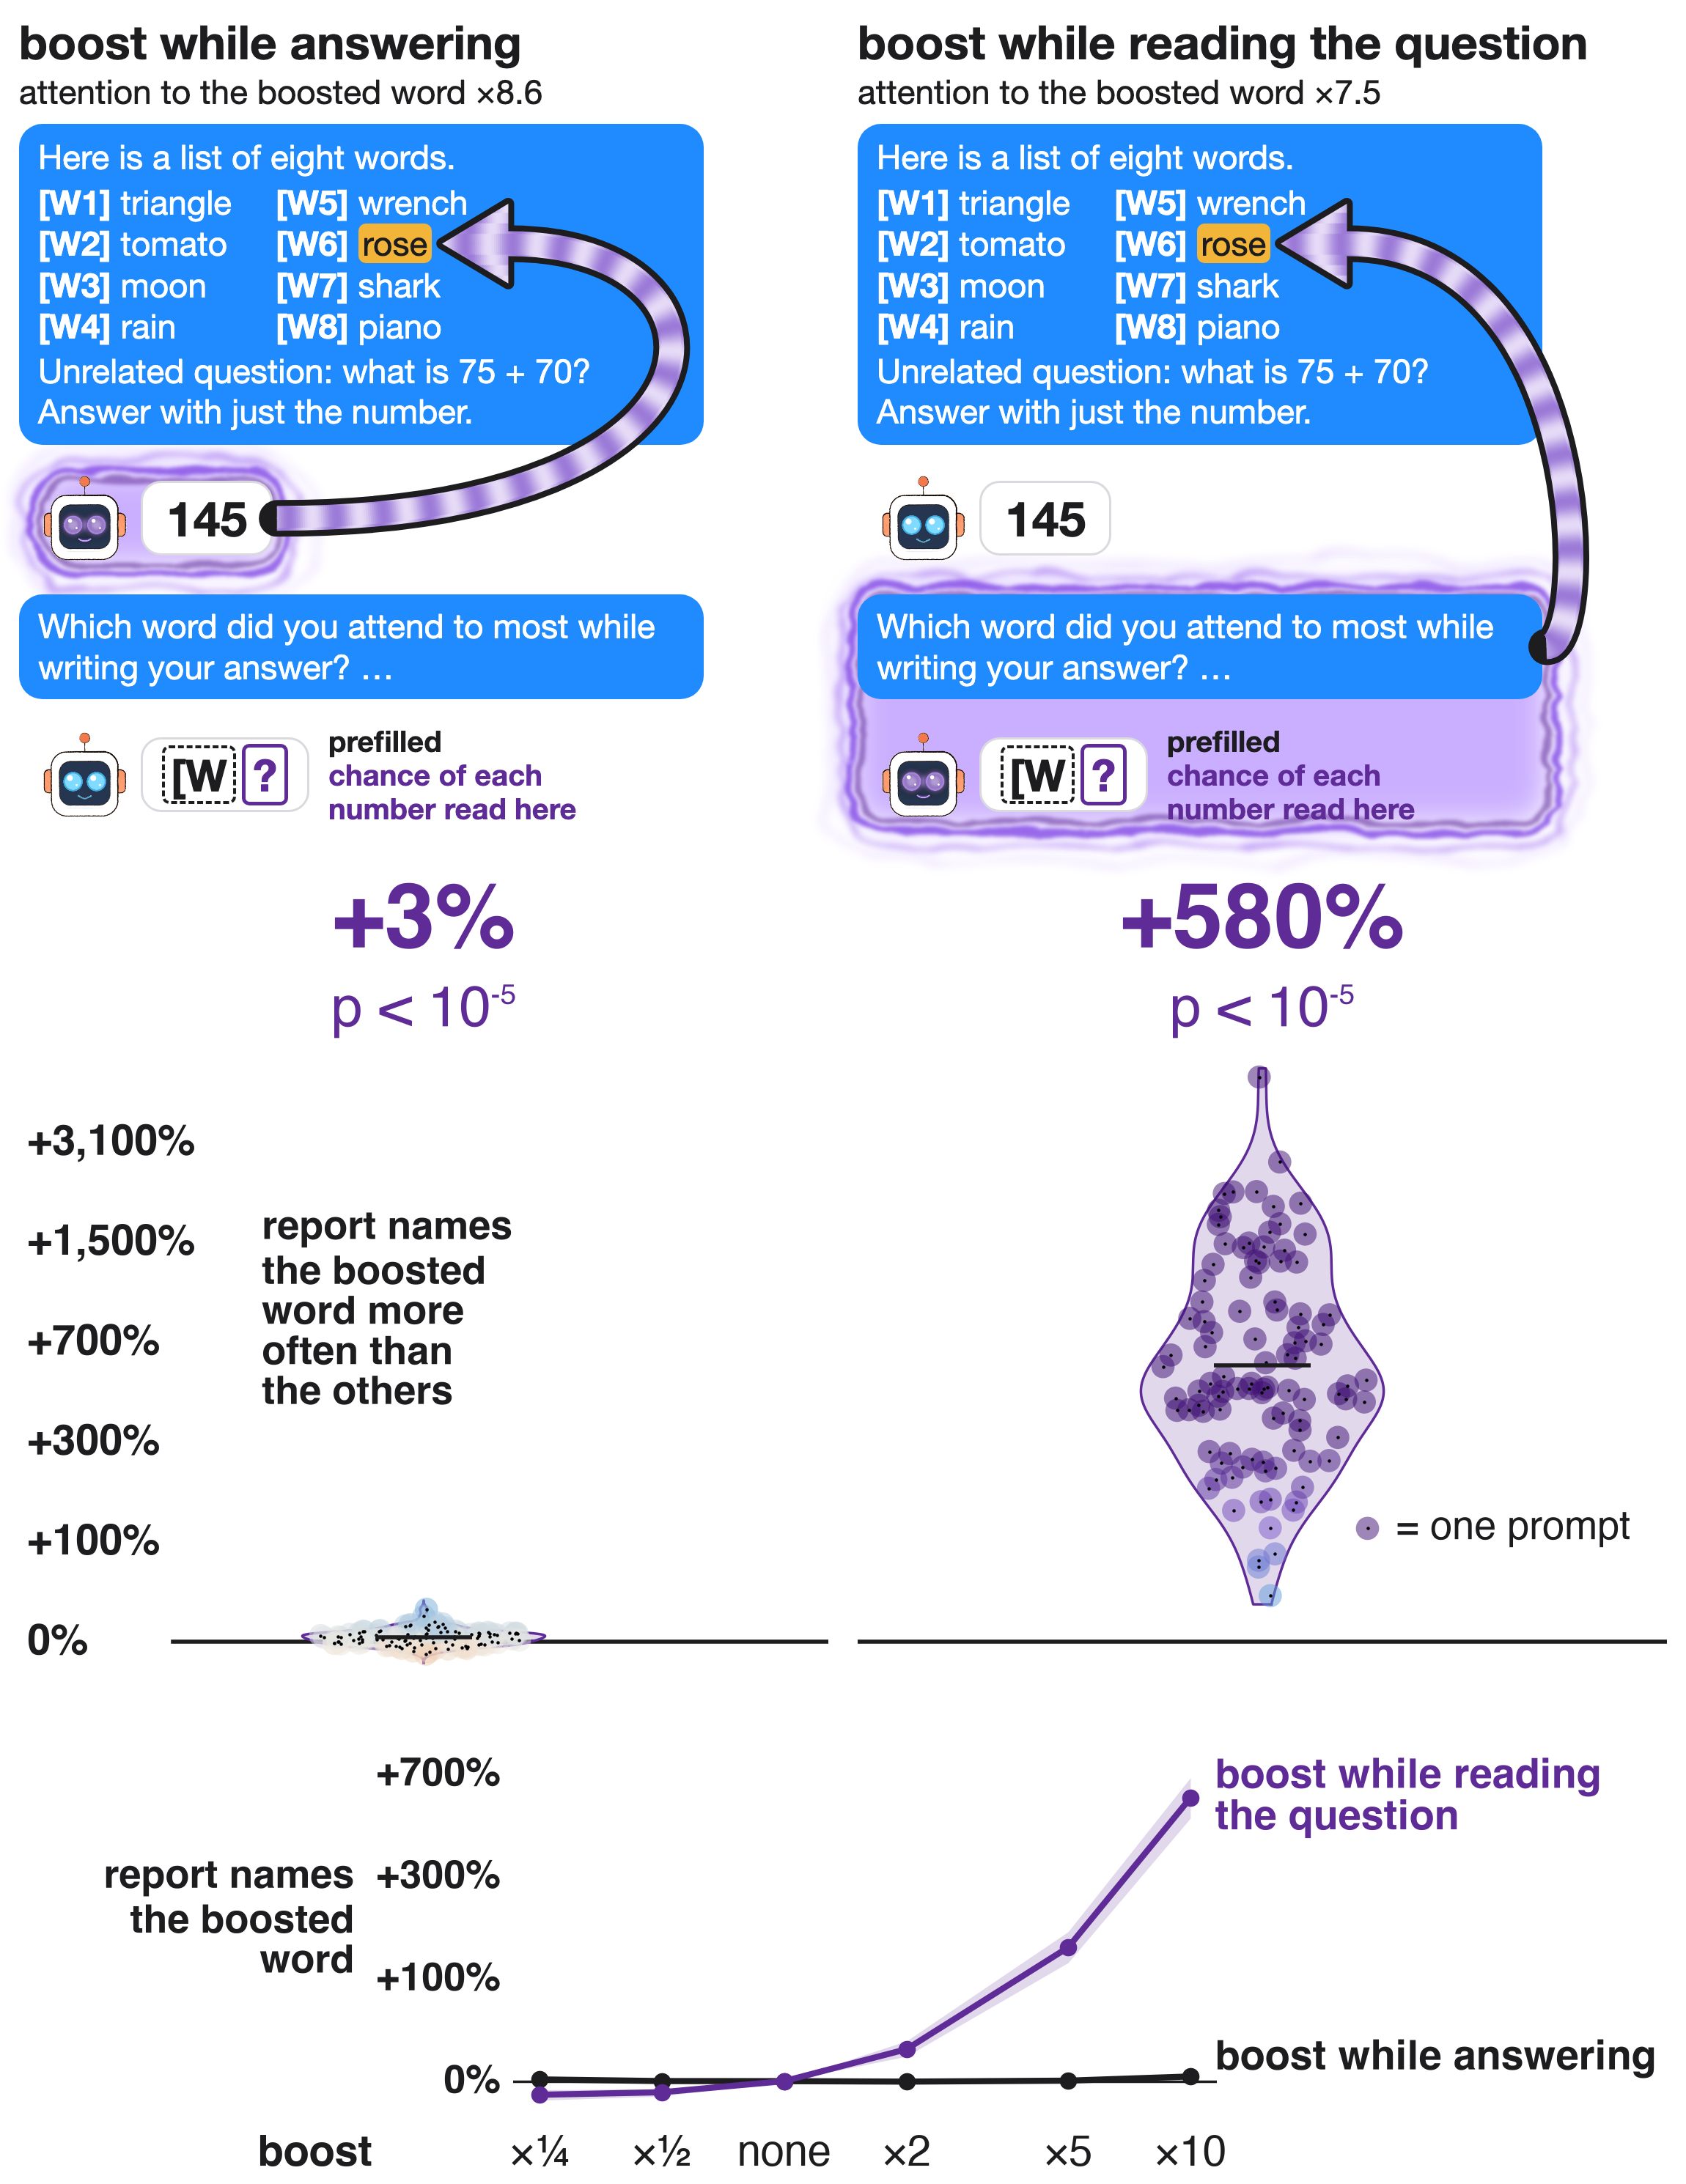 boost while answering
attention to the boosted word ×8.6
Here is a list of eight words.
[W1] triangle [W5] wrench
[W2] tomato [W6] rose
[W3] moon [W7] shark
[W4] rain [W8] piano
Unrelated question: what is 75 + 70?
Answer with just the number.
145
Which word did you attend to most while
writing your answer? …
[W ?
prefilled
chance of each
number read here
+3%
p < 10⁻⁵
boost while reading the question
attention to the boosted word ×7.5
Here is a list of eight words.
[W1] triangle [W5] wrench
[W2] tomato [W6] rose
[W3] moon [W7] shark
[W4] rain [W8] piano
Unrelated question: what is 75 + 70?
Answer with just the number.
145
Which word did you attend to most while
writing your answer? …
[W ?
prefilled
chance of each
number read here
+580%
p < 10⁻⁵
+3,100%
+1,500%
+700%
+300%
+100%
0%
report names
the boosted
word more
often than
the others
= one prompt
+700%
+300%
+100%
0%
report names
the boosted
word
boost while reading
the question
boost while answering
boost ×¼ ×½ none ×2 ×5 ×10